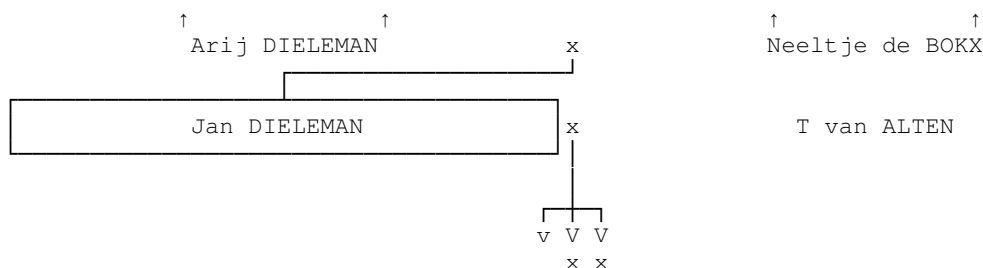 ↑ ↑ ↑ ↑
Arij DIELEMAN x Neeltje de BOKX
Jan DIELEMAN x T van ALTEN
v V V
x x